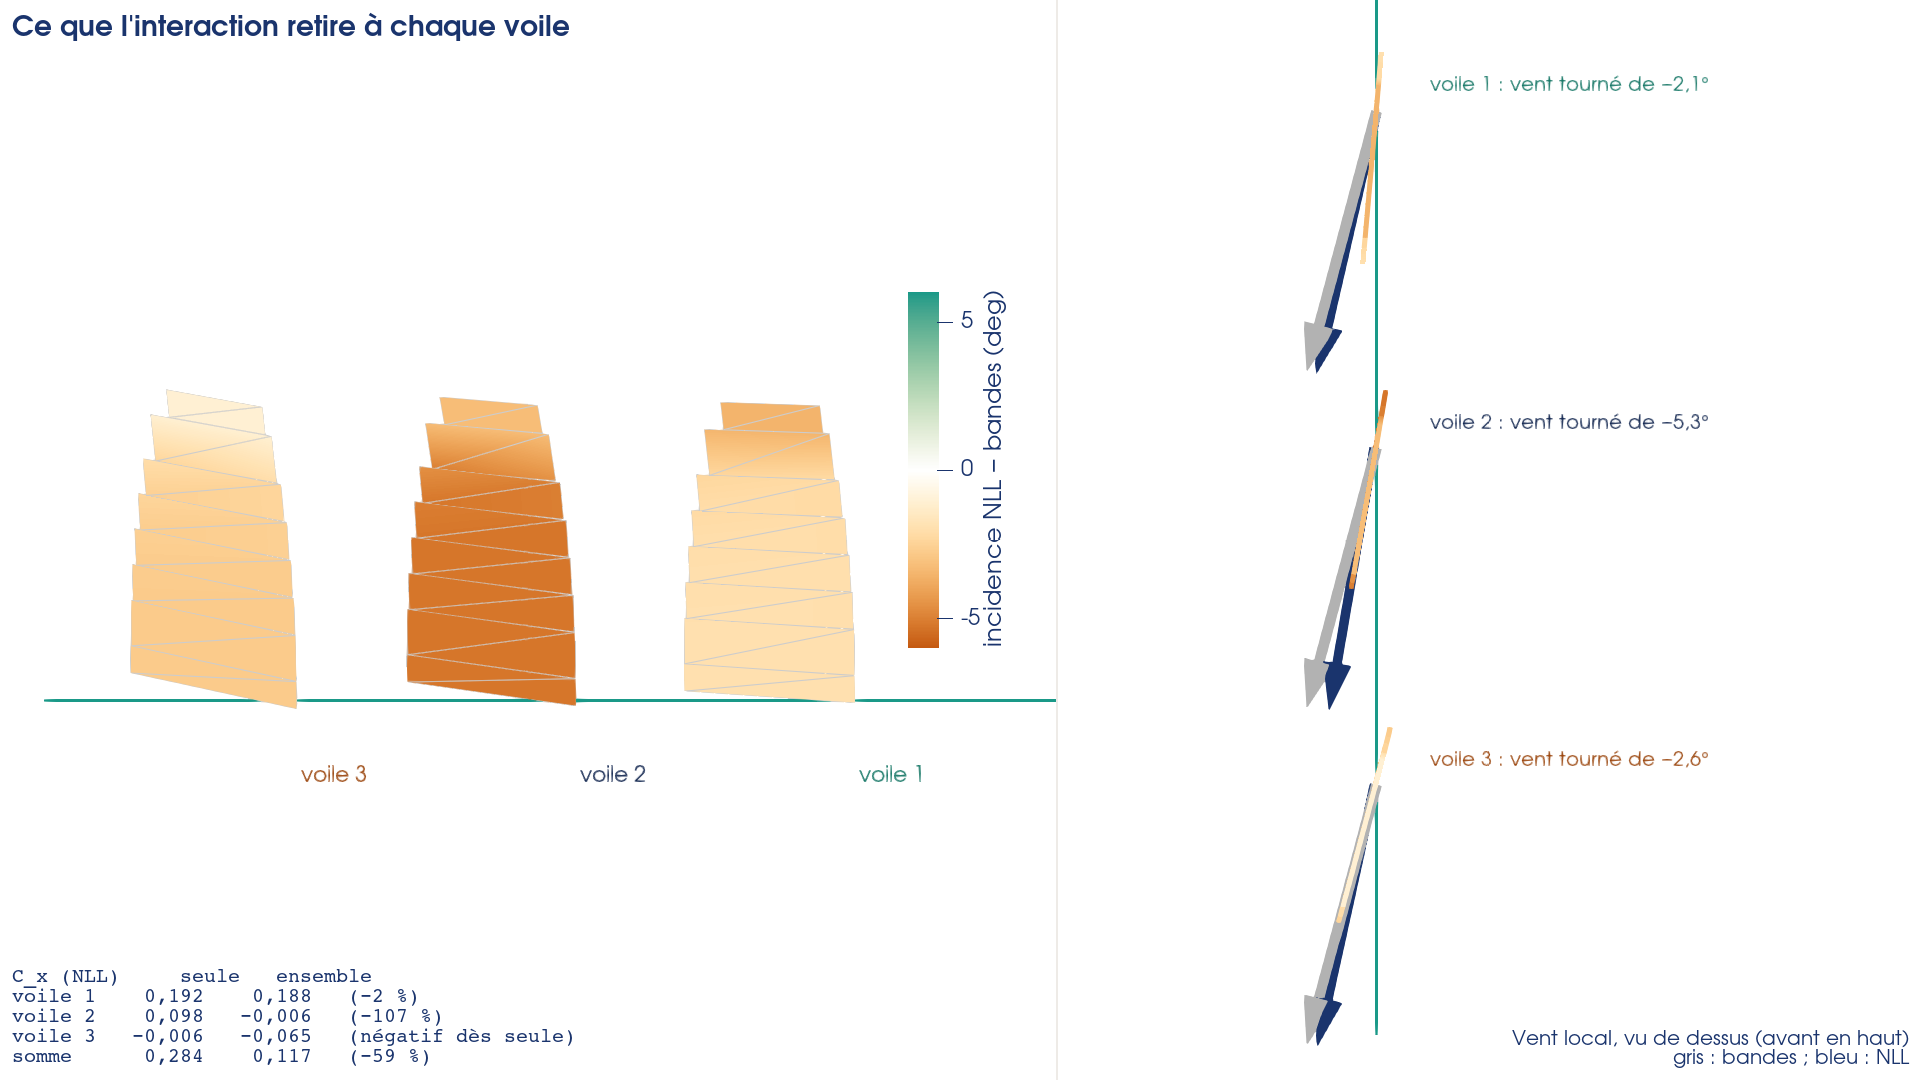 Ce que l'interaction retire à chaque voile
voile 1 : vent tourné de −2,1°
5
0
-5
incidence NLL − bandes (deg)
voile 2 : vent tourné de −5,3°
voile 3
voile 2
voile 1
voile 3 : vent tourné de −2,6°
C_x (NLL) seule ensemble
voile 1 0,192 0,188 (−2 %)
voile 2 0,098 −0,006 (−107 %)
voile 3 −0,006 −0,065 (négatif dès seule)
somme 0,284 0,117 (−59 %)
Vent local, vu de dessus (avant en haut)
gris : bandes ; bleu : NLL